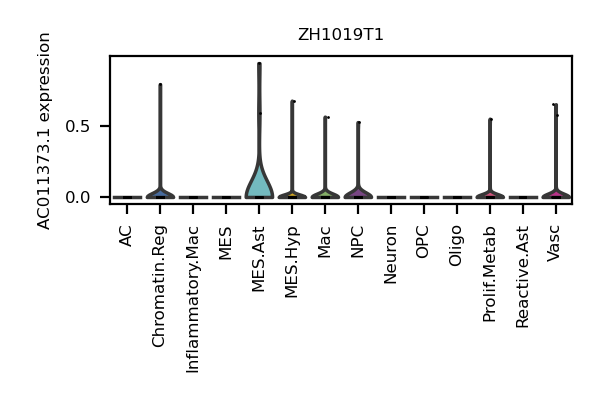 ZH1019T1
AC011373.1 expression
0.5
0.0
AC
Chromatin.Reg
Inflammatory.Mac
MES
MES.Ast
MES.Hyp
Mac
NPC
Neuron
OPC
Oligo
Prolif.Metab
Reactive.Ast
Vasc